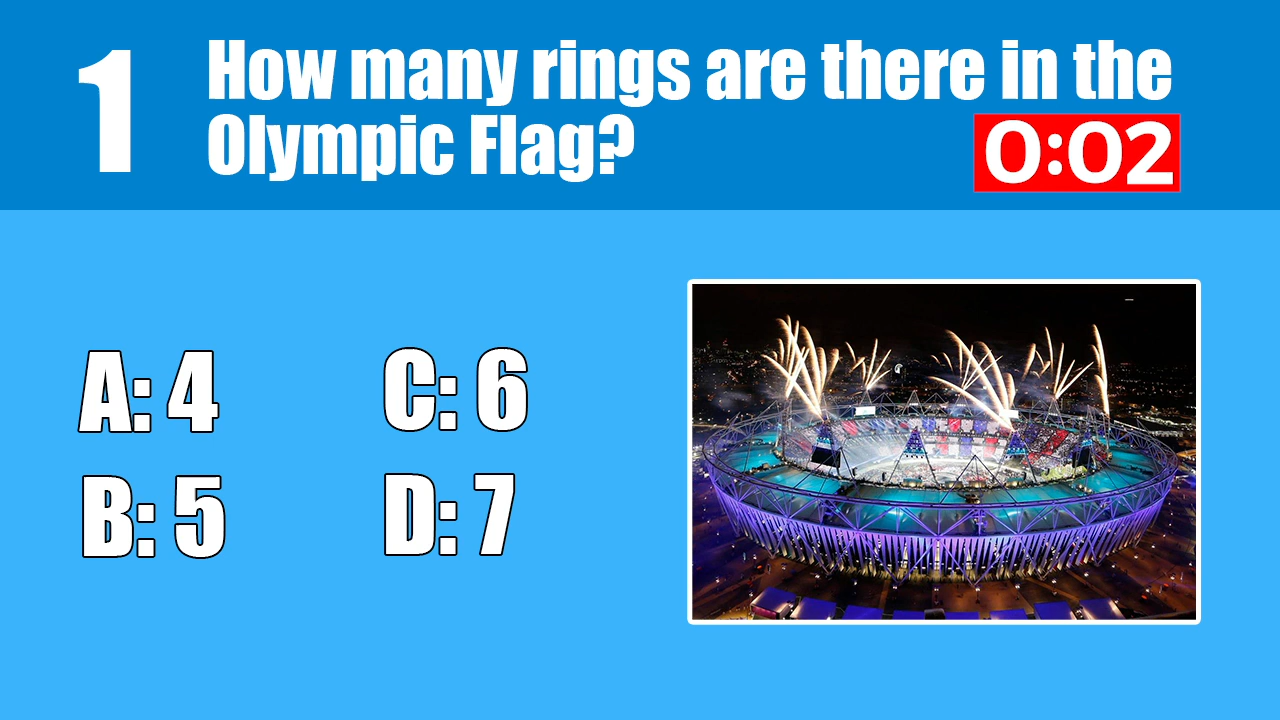 1
How many rings are there in the
Olympic Flag?
0:02
A: 4
C: 6
B: 5
D: 7